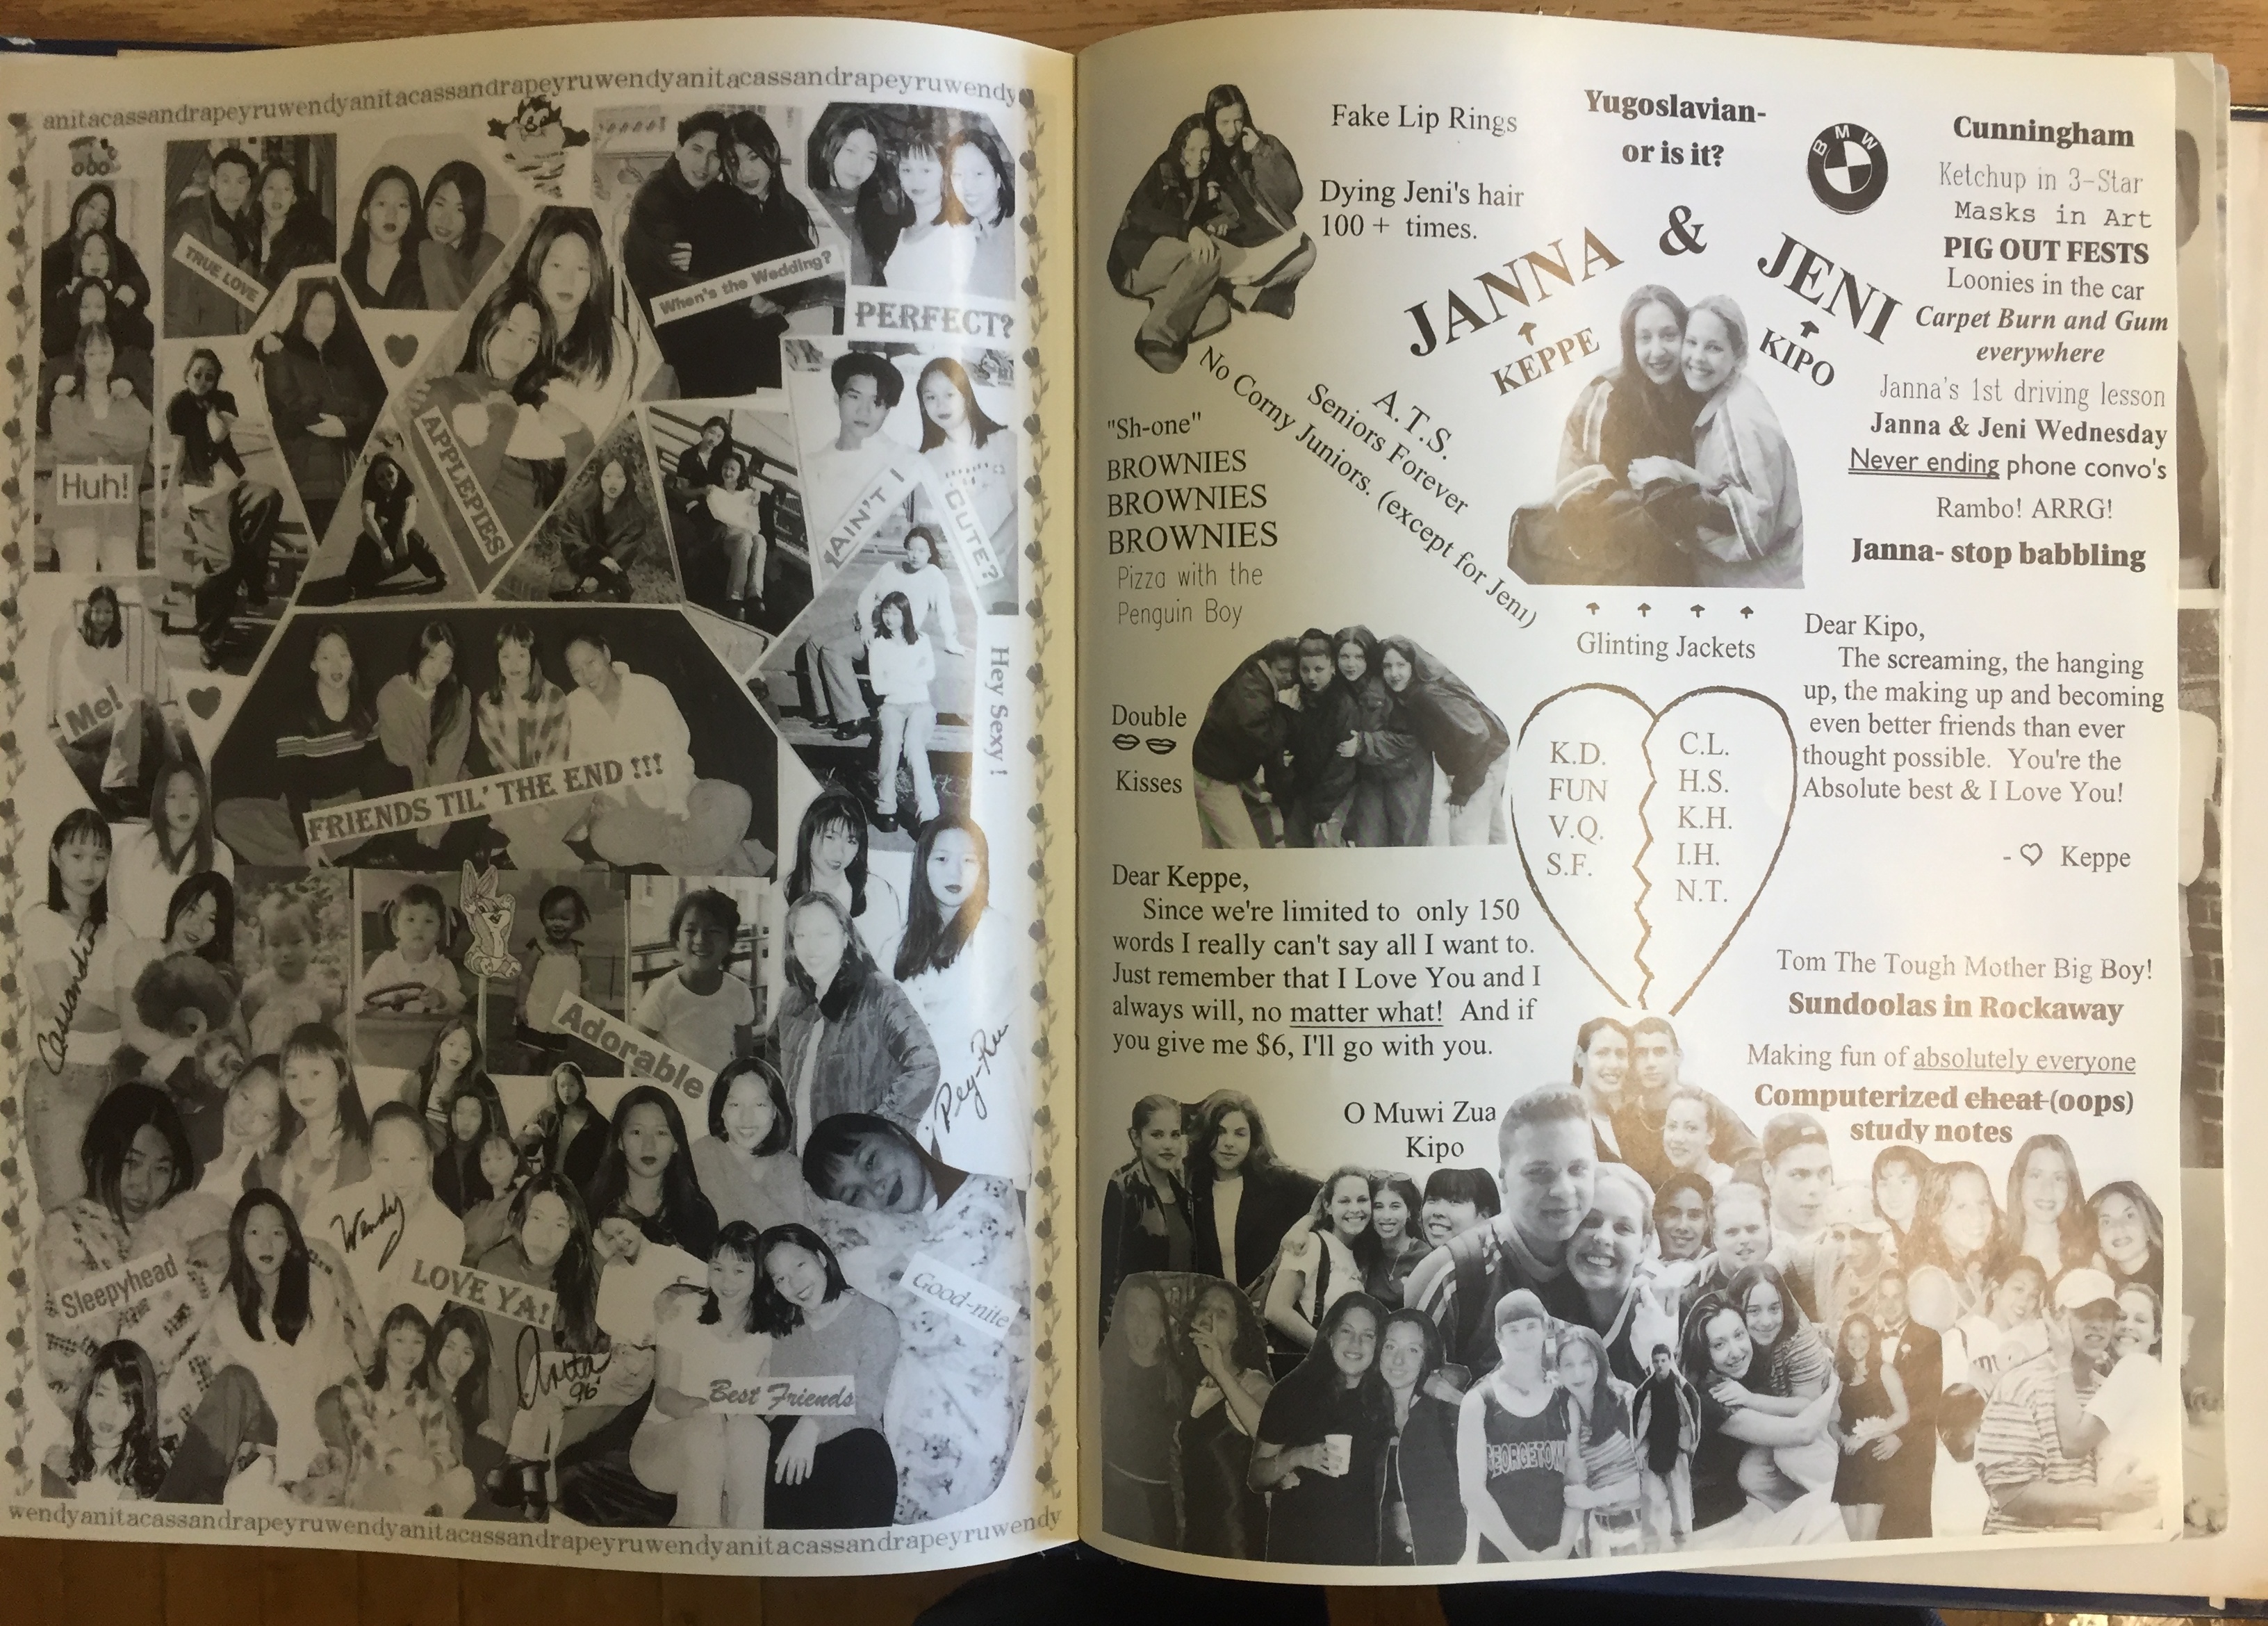 anitacassandrapeyruwendyanitacassandrapeyruwendyanitacassandrapeyruwendy
TRUE LOVE
When's the Wedding?
PERFECT?
Huh!
APPLEPIES
AIN'T I
CUTE?
Me!
Hey Sexy!
FRIENDS TIL' THE END !!!
Cassandra
Adorable
Pey-Ru
Wendy
Sleepyhead
LOVE YA!
Good-nite
Anita
96'
Best Friends
wendyanitacassandrapeyruwendyanitacassandrapeyruwendyanitacassandrapeyruwendy
Fake Lip Rings
Dying Jeni's hair
100 + times.
Yugoslavian-
or is it?
BMW
JANNA & JENI
KEPPE
KIPO
Cunningham
Ketchup in 3-Star
Masks in Art
PIG OUT FESTS
Loonies in the car
Carpet Burn and Gum
everywhere
Janna's 1st driving lesson
Janna & Jeni Wednesday
Never ending phone convo's
Rambo! ARRG!
Janna- stop babbling
A.T.S.
Seniors Forever
No Corny Juniors. (except for Jeni)
"Sh-one"
BROWNIES
BROWNIES
BROWNIES
Pizza with the
Penguin Boy
Glinting Jackets
Double
Kisses
K.D.
FUN
V.Q.
S.F.
C.L.
H.S.
K.H.
I.H.
N.T.
Dear Kipo,
The screaming, the hanging
up, the making up and becoming
even better friends than ever
thought possible. You're the
Absolute best & I Love You!
- ♡ Keppe
Dear Keppe,
Since we're limited to only 150
words I really can't say all I want to.
Just remember that I Love You and I
always will, no matter what! And if
you give me $6, I'll go with you.
O Muwi Zua
Kipo
Tom The Tough Mother Big Boy!
Sundoolas in Rockaway
Making fun of absolutely everyone
Computerized cheat (oops)
study notes
GEORGETOWN